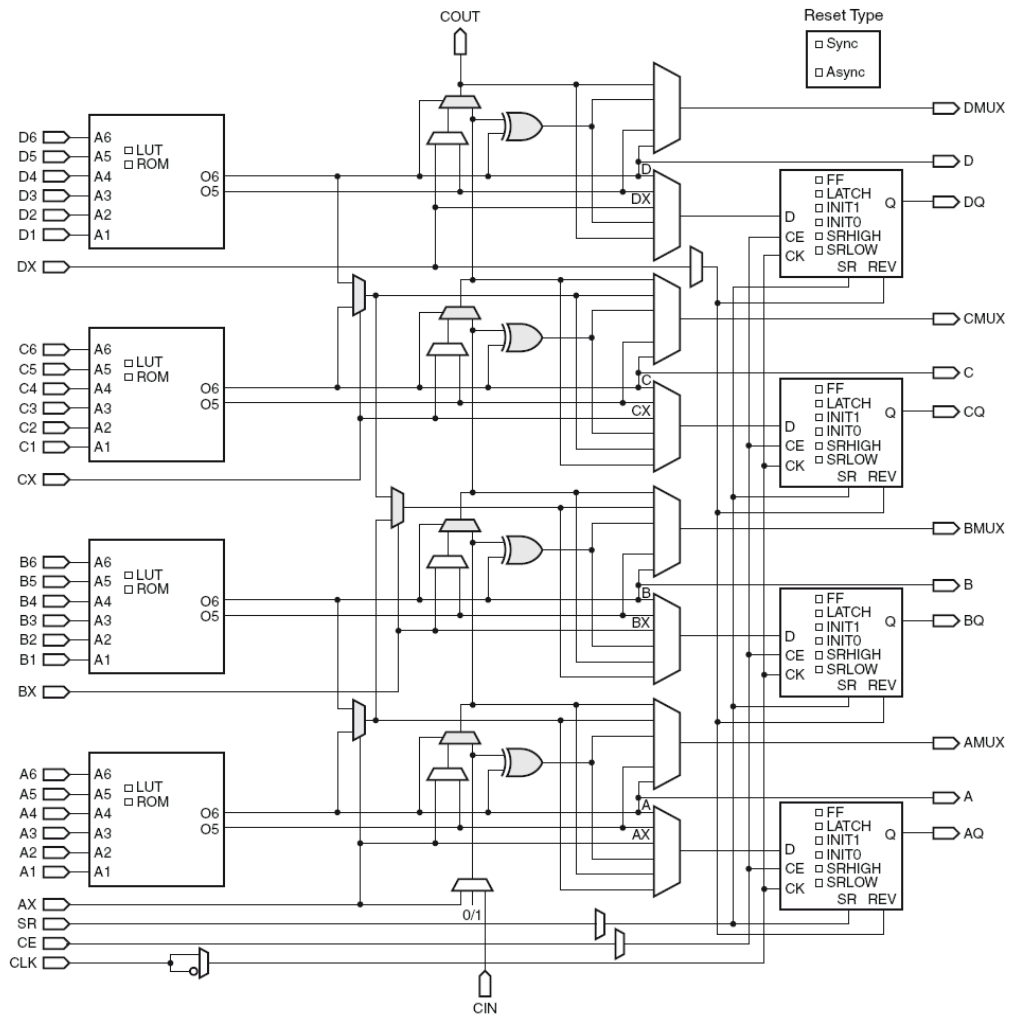 COUT
Reset Type
Sync
Async
DMUX
D
D6 A6
D5 A5
D4 A4
D3 A3
D2 A2
D1 A1
LUT
ROM
O6
O5
D
DX
DX
FF
LATCH
INIT1
INIT0
SRHIGH
SRLOW
D
CE
CK
Q
SR REV
DQ
CMUX
C
C6 A6
C5 A5
C4 A4
C3 A3
C2 A2
C1 A1
LUT
ROM
O6
O5
C
CX
CX
FF
LATCH
INIT1
INIT0
SRHIGH
SRLOW
D
CE
CK
Q
SR REV
CQ
BMUX
B
B6 A6
B5 A5
B4 A4
B3 A3
B2 A2
B1 A1
LUT
ROM
O6
O5
B
BX
BX
FF
LATCH
INIT1
INIT0
SRHIGH
SRLOW
D
CE
CK
Q
SR REV
BQ
AMUX
A
A6 A6
A5 A5
A4 A4
A3 A3
A2 A2
A1 A1
LUT
ROM
O6
O5
A
AX
FF
LATCH
INIT1
INIT0
SRHIGH
SRLOW
D
CE
CK
Q
SR REV
AQ
AX
0/1
SR
CE
CLK
CIN